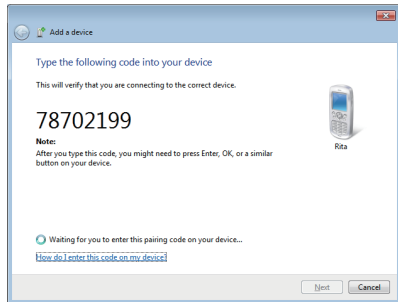 Add a device
Type the following code into your device
This will verify that you are connecting to the correct device.
78702199
Note:
After you type this code, you might need to press Enter, OK, or a similar
button on your device.
Rita
Waiting for you to enter this pairing code on your device...
How do I enter this code on my device?
Next
Cancel